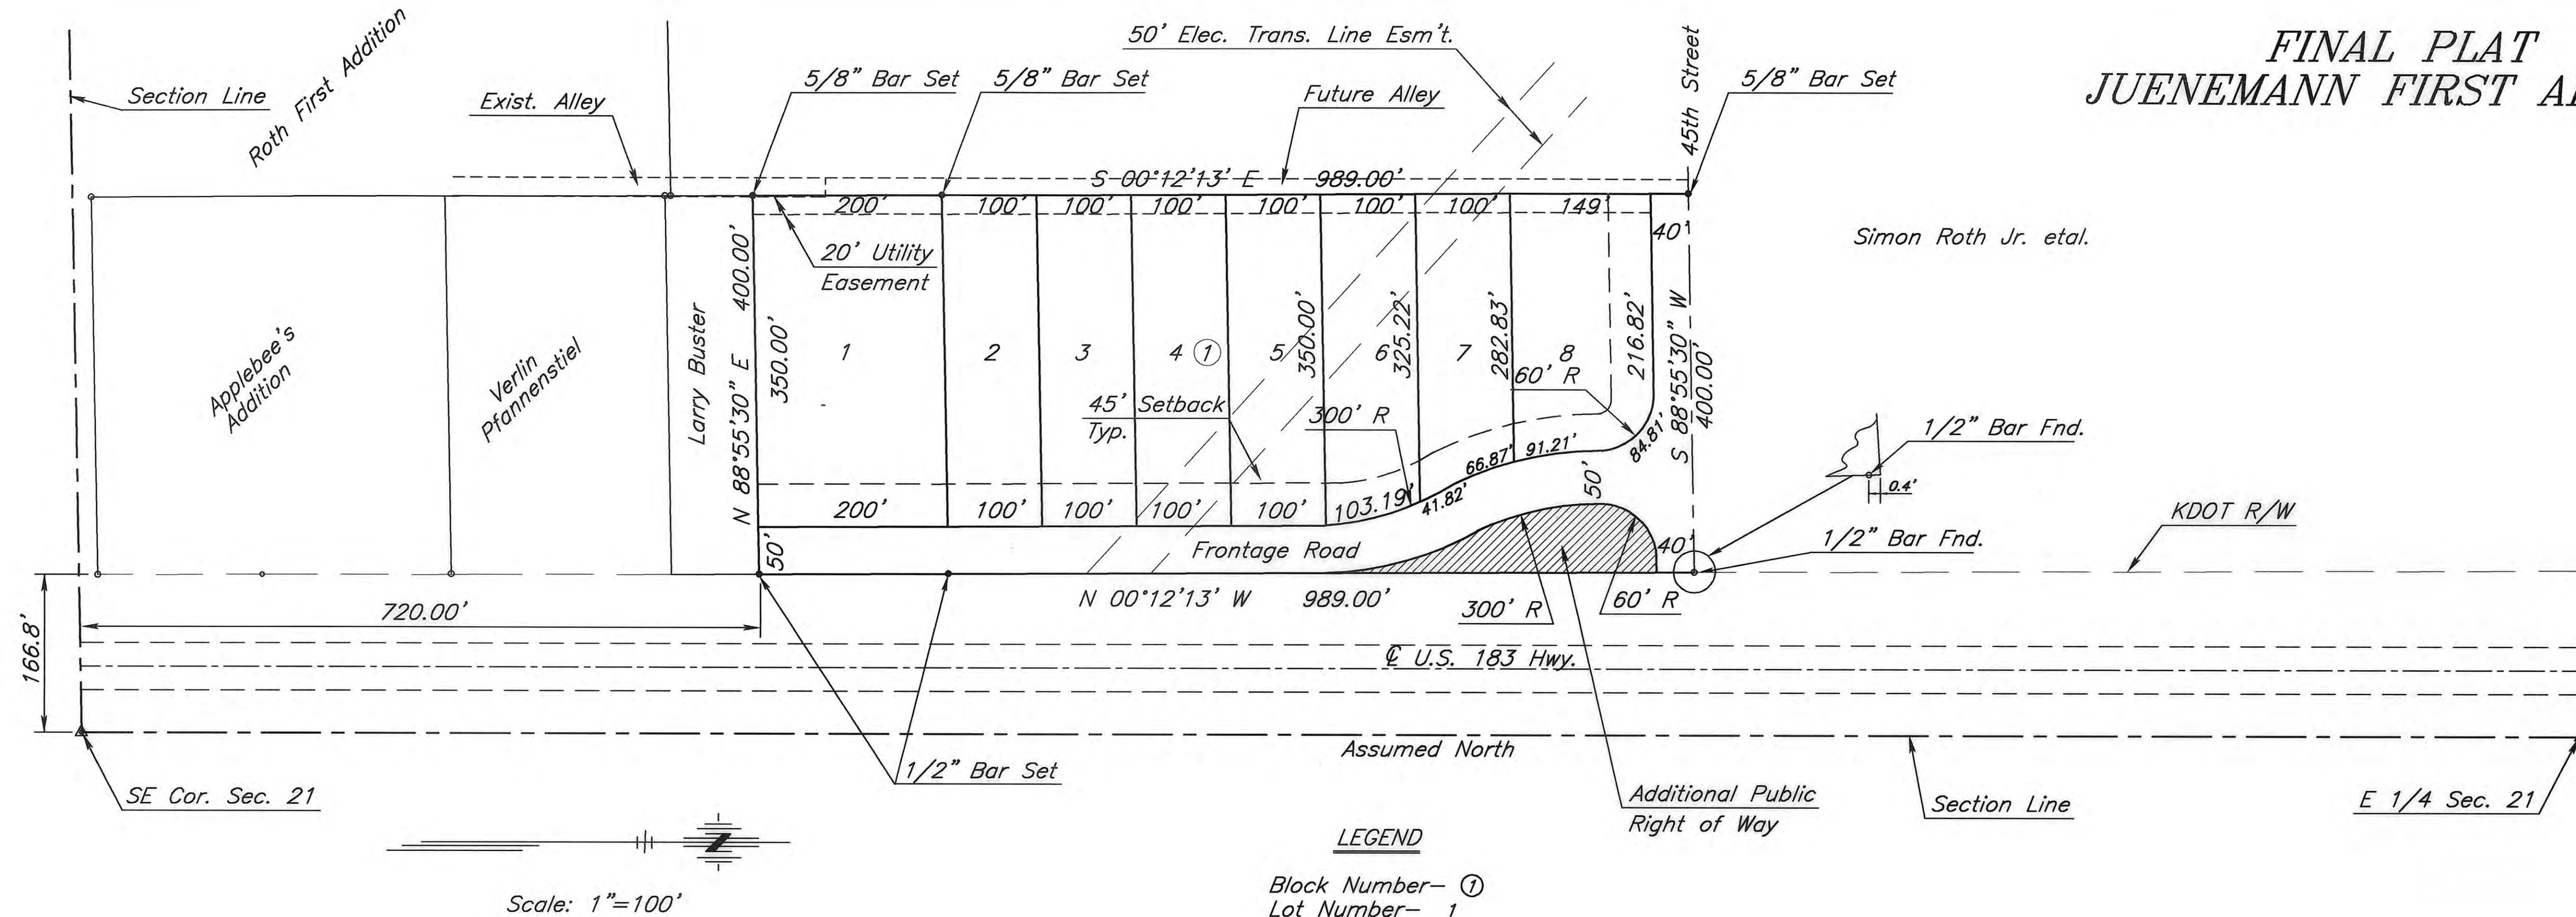 FINAL PLAT
JUENEMANN FIRST A
Section Line
Roth First Addition
Exist. Alley
5/8" Bar Set
5/8" Bar Set
50' Elec. Trans. Line Esm't.
Future Alley
45th Street
5/8" Bar Set
S 00°12'13' E 989.00'
200' 100' 100' 100' 100' 100' 100' 149'
40'
20' Utility
Easement
Simon Roth Jr. etal.
Applebee's
Addition
Verlin
Pfannenstiel
Larry Buster
N 88°55'30" E 400.00'
350.00'
1 2 3 4 ① 5 6 7 8
350.00'
325.22'
282.83'
216.82'
S 88°55'30" W
400.00'
60' R
45' Setback
Typ.
300' R
66.87' 91.21'
84.81'
1/2" Bar Fnd.
0.4'
200' 100' 100' 100' 100' 103.19' 41.82'
50'
50'
Frontage Road
40'
1/2" Bar Fnd.
KDOT R/W
N 00°12'13' W 989.00'
300' R
60' R
720.00'
166.8'
℄ U.S. 183 Hwy.
Assumed North
1/2" Bar Set
SE Cor. Sec. 21
Additional Public
Right of Way
Section Line
E 1/4 Sec. 21
N
Scale: 1"=100'
LEGEND
Block Number– ①
Lot Number– 1